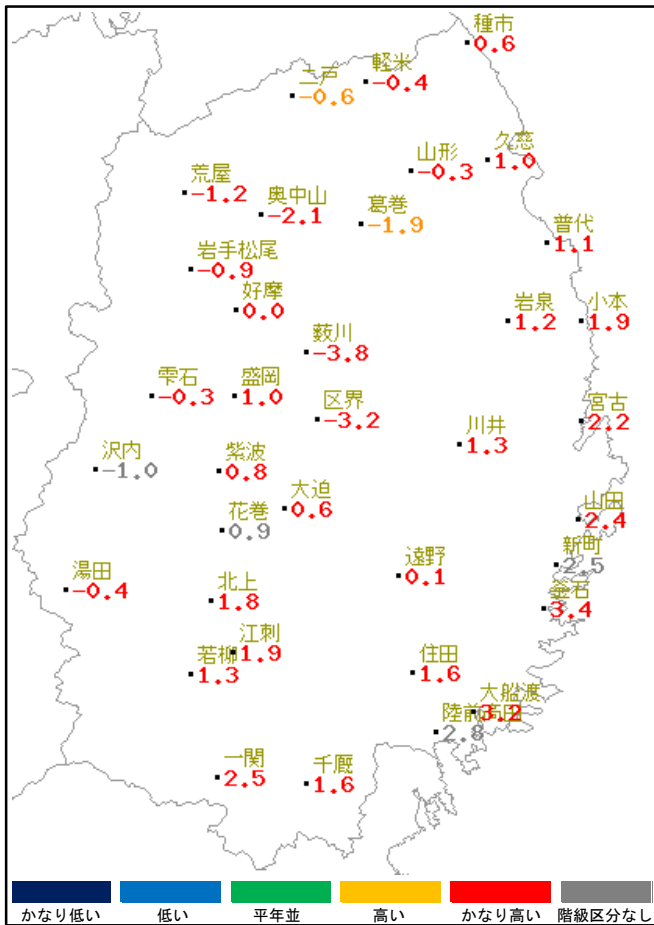 種市
0.6
軽米
-0.4
二戸
-0.6
久慈
1.0
山形
-0.3
荒屋
-1.2
奥中山
-2.1
葛巻
-1.9
普代
1.1
岩手松尾
-0.9
好摩
0.0
岩泉
1.2
小本
1.9
薮川
-3.8
雫石
-0.3
盛岡
1.0
区界
-3.2
宮古
2.2
川井
1.3
沢内
-1.0
紫波
0.8
大迫
0.6
山田
2.4
花巻
0.9
新町
2.5
遠野
0.1
湯田
-0.4
北上
1.8
釜石
3.4
江刺
1.9
若柳
1.3
住田
1.6
大船渡
3.2
陸前高田
2.8
一関
2.5
千厩
1.6
かなり低い 低い 平年並 高い かなり高い 階級区分なし